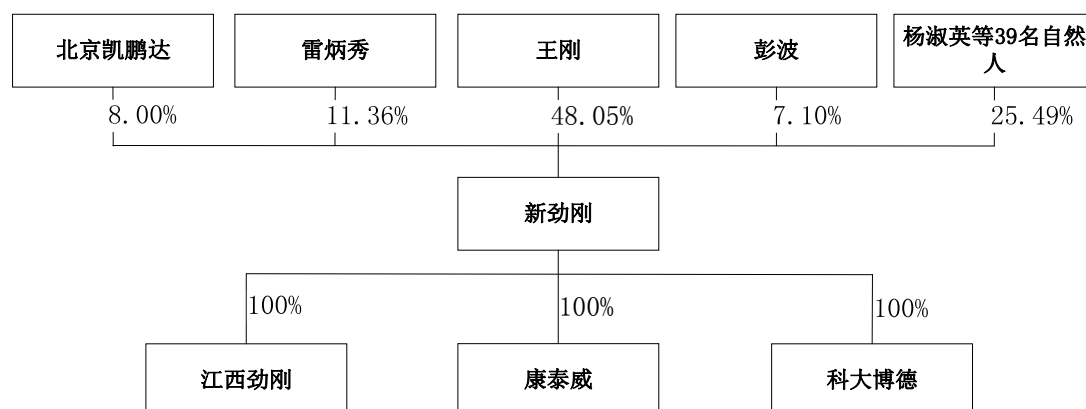 北京凯鹏达
雷炳秀
王刚
彭波
杨淑英等39名自然
人
8.00%
11.36%
48.05%
7.10%
25.49%
新劲刚
100%
100%
100%
江西劲刚
康泰威
科大博德